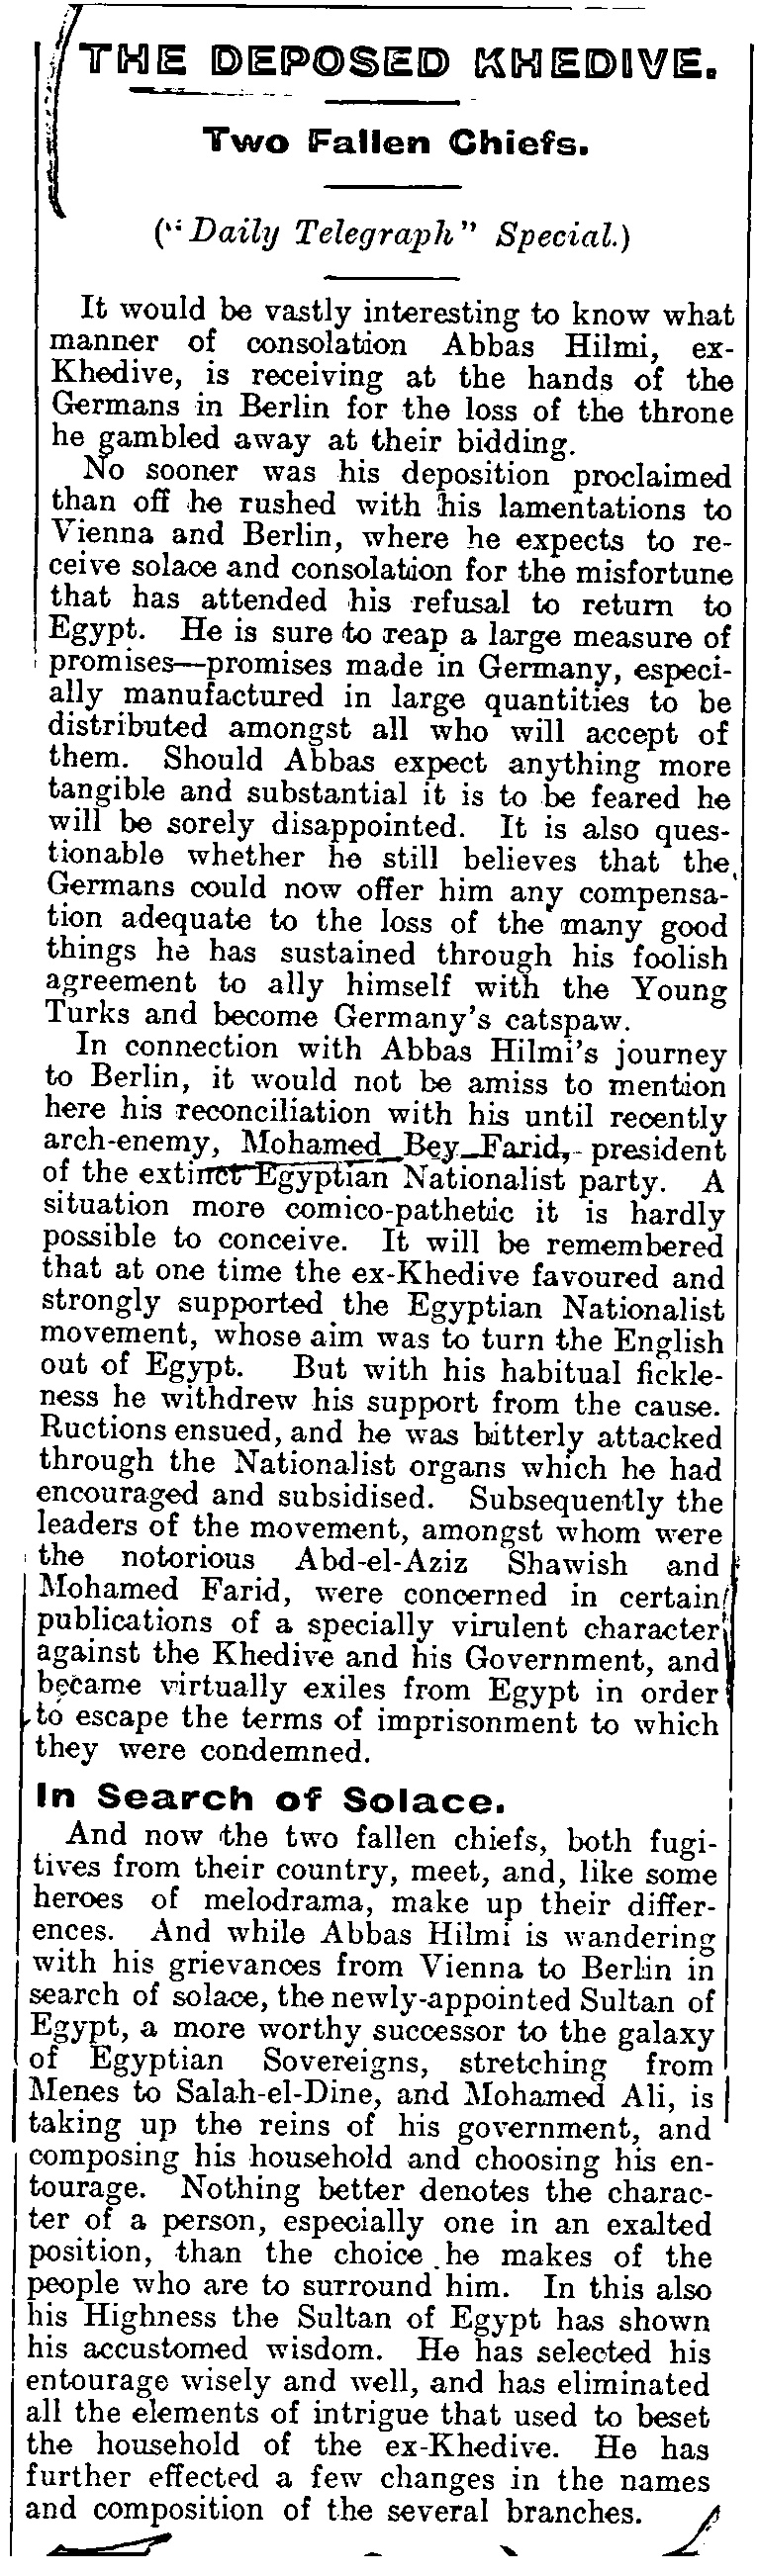 THE DEPOSED KHEDIVE.
Two Fallen Chiefs.
("Daily Telegraph" Special.)
It would be vastly interesting to know what
manner of consolation Abbas Hilmi, ex-
Khedive, is receiving at the hands of the
Germans in Berlin for the loss of the throne
he gambled away at their bidding.
No sooner was his deposition proclaimed
than off he rushed with his lamentations to
Vienna and Berlin, where he expects to re-
ceive solace and consolation for the misfortune
that has attended his refusal to return to
Egypt. He is sure to reap a large measure of
promises—promises made in Germany, especi-
ally manufactured in large quantities to be
distributed amongst all who will accept of
them. Should Abbas expect anything more
tangible and substantial it is to be feared he
will be sorely disappointed. It is also ques-
tionable whether he still believes that the
Germans could now offer him any compensa-
tion adequate to the loss of the many good
things he has sustained through his foolish
agreement to ally himself with the Young
Turks and become Germany's catspaw.
In connection with Abbas Hilmi's journey
to Berlin, it would not be amiss to mention
here his reconciliation with his until recently
arch-enemy, Mohamed Bey Farid, president
of the extinct Egyptian Nationalist party. A
situation more comico-pathetic it is hardly
possible to conceive. It will be remembered
that at one time the ex-Khedive favoured and
strongly supported the Egyptian Nationalist
movement, whose aim was to turn the English
out of Egypt. But with his habitual fickle-
ness he withdrew his support from the cause.
Ructions ensued, and he was bitterly attacked
through the Nationalist organs which he had
encouraged and subsidised. Subsequently the
leaders of the movement, amongst whom were
the notorious Abd-el-Aziz Shawish and
Mohamed Farid, were concerned in certain
publications of a specially virulent character
against the Khedive and his Government, and
became virtually exiles from Egypt in order
to escape the terms of imprisonment to which
they were condemned.
In Search of Solace.
And now the two fallen chiefs, both fugi-
tives from their country, meet, and, like some
heroes of melodrama, make up their differ-
ences. And while Abbas Hilmi is wandering
with his grievances from Vienna to Berlin in
search of solace, the newly-appointed Sultan of
Egypt, a more worthy successor to the galaxy
of Egyptian Sovereigns, stretching from
Menes to Salah-el-Dine, and Mohamed Ali, is
taking up the reins of his government, and
composing his household and choosing his en-
tourage. Nothing better denotes the charac-
ter of a person, especially one in an exalted
position, than the choice he makes of the
people who are to surround him. In this also
his Highness the Sultan of Egypt has shown
his accustomed wisdom. He has selected his
entourage wisely and well, and has eliminated
all the elements of intrigue that used to beset
the household of the ex-Khedive. He has
further effected a few changes in the names
and composition of the several branches.